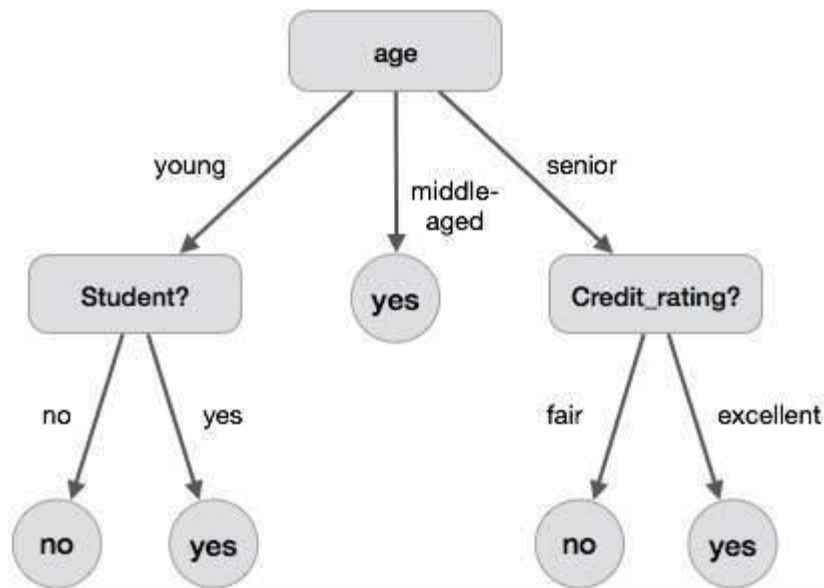 age
young
middle-
aged
senior
Student?
yes
Credit_rating?
no
yes
fair
excellent
no
yes
no
yes